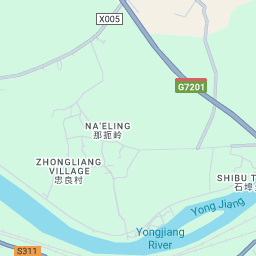 X005
G7201
NA'ELING
那扼岭
ZHONGLIANG
VILLAGE
忠良村
SHIBU T
石埠
Yong Jiang
Yongjiang
River
S311